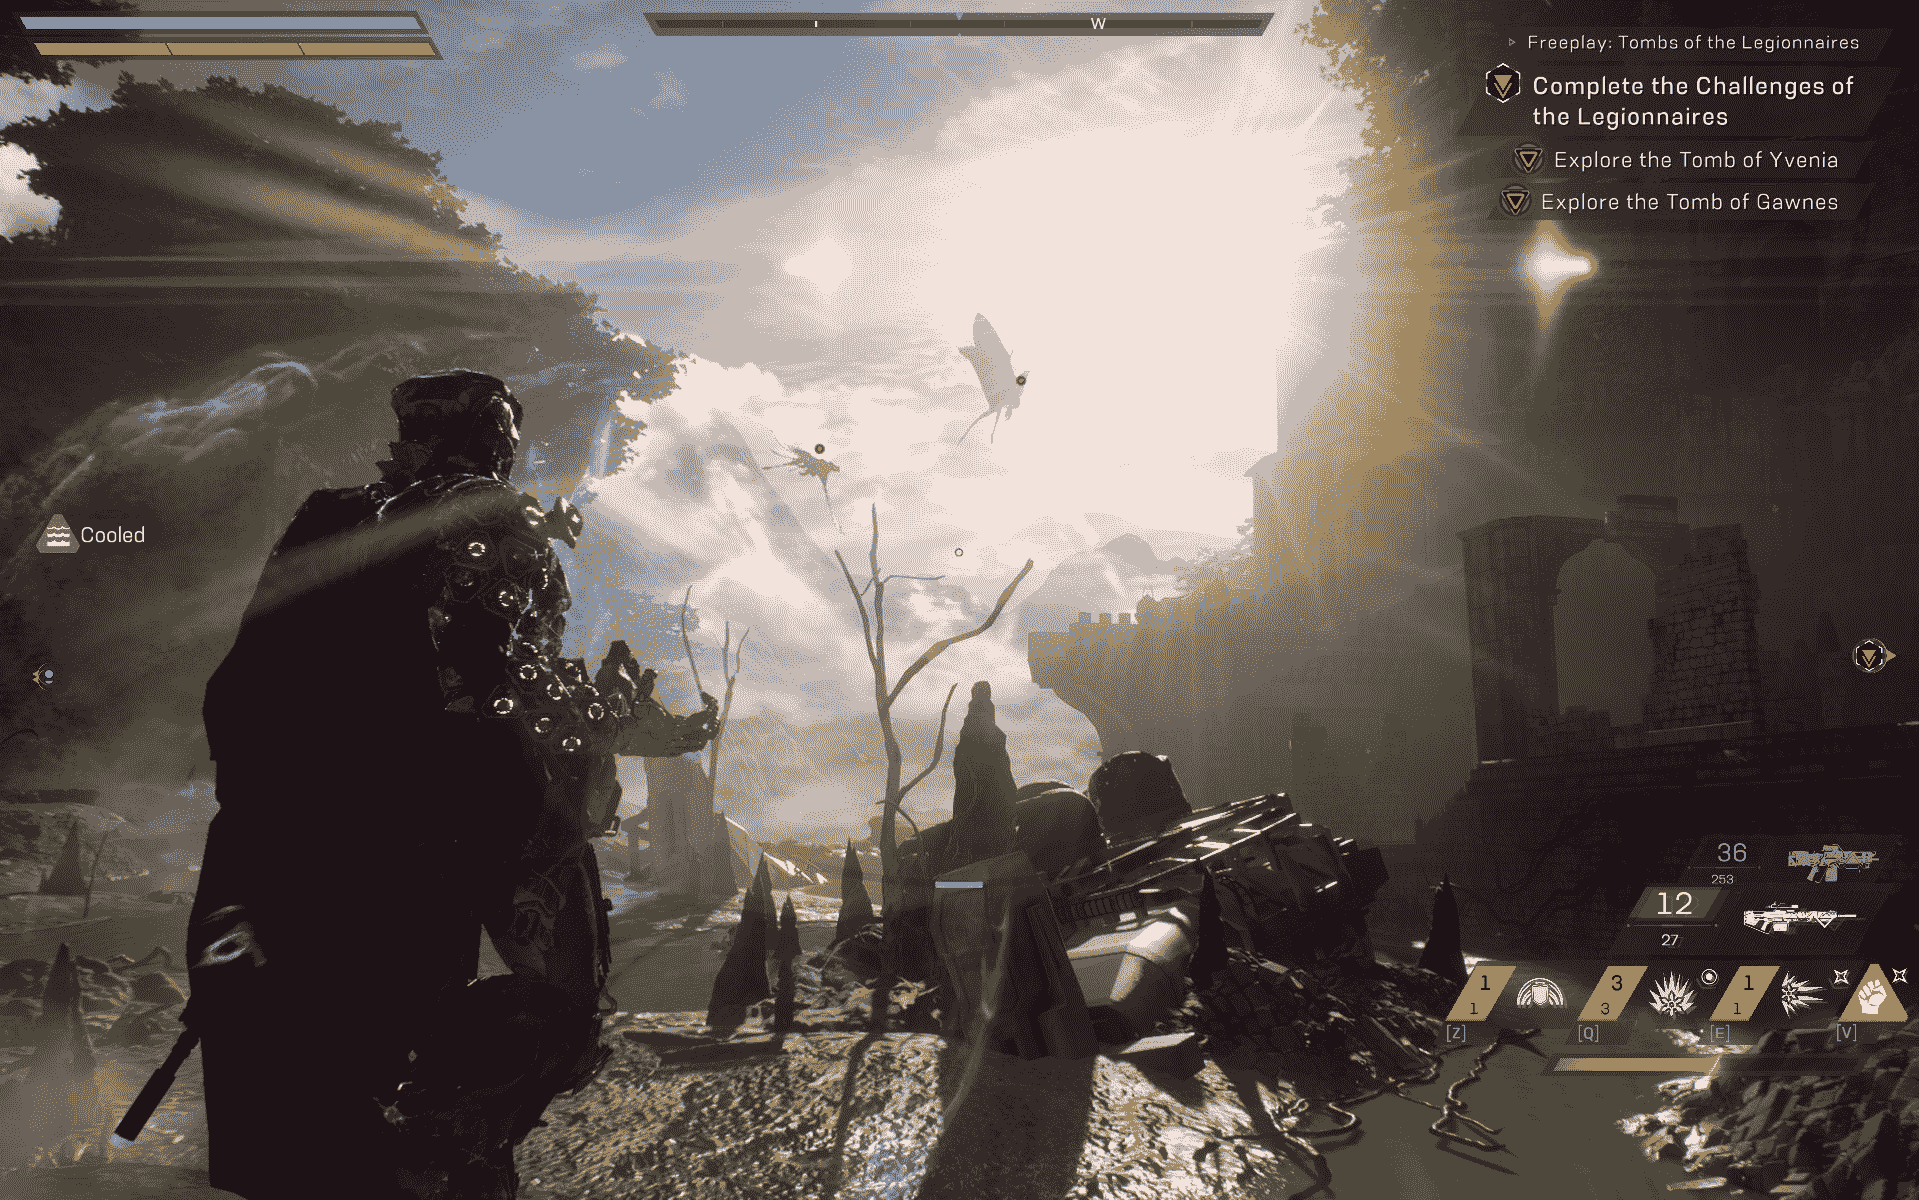 W
Freeplay: Tombs of the Legionnaires
Complete the Challenges of
the Legionnaires
Explore the Tomb of Yvenia
Explore the Tomb of Gawnes
Cooled
36
253
12
27
1 3 1
1 3 1
[Z] [Q] [E] [V]